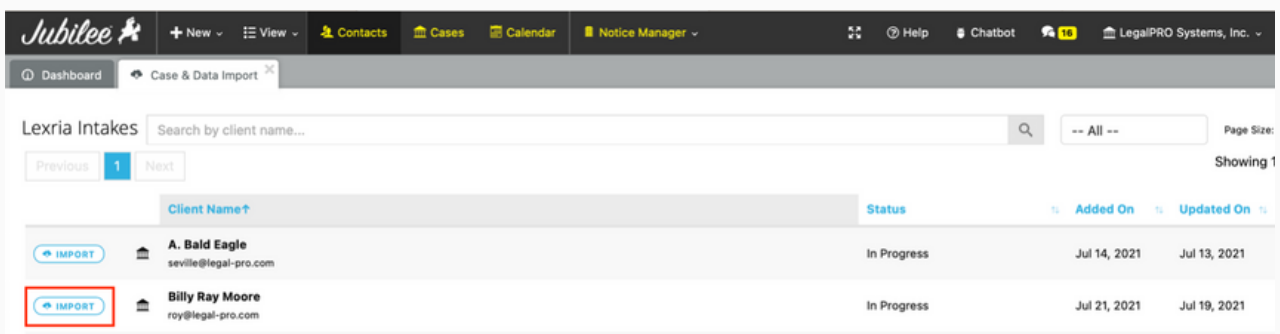 Jubilee + New View Contacts Cases Calendar Notice Manager Help Chatbot 16 LegalPRO Systems, Inc.
Dashboard Case & Data Import
Lexria Intakes Search by client name... -- All -- Page Size:
Previous 1 Next Showing 1
Client Name↑ Status Added On Updated On
IMPORT A. Bald Eagle In Progress Jul 14, 2021 Jul 13, 2021
seville@legal-pro.com
IMPORT Billy Ray Moore In Progress Jul 21, 2021 Jul 19, 2021
roy@legal-pro.com